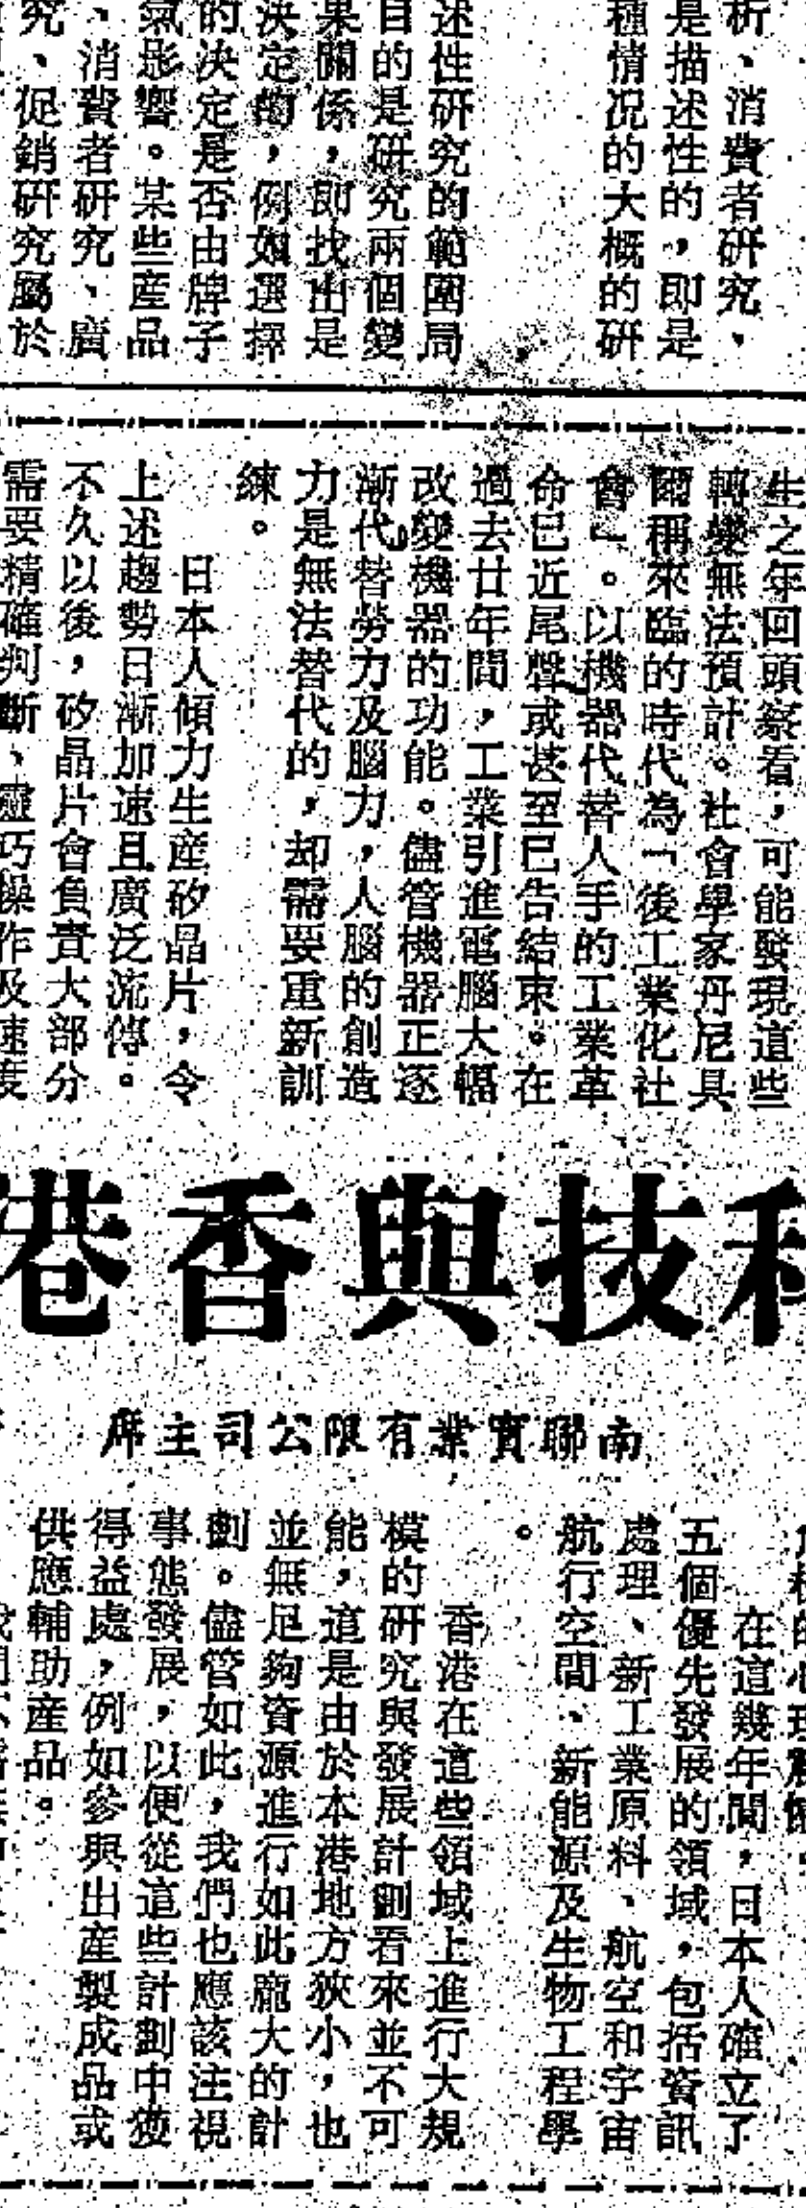 析、消費者研究、
是描述性的，即是
種情況的大概的研
述性研究的範圍局
目的是研究兩個變
果關係，即找出是
決定的，例如選擇
的決定是否由牌子
氣影響。某些產品
、消費者研究、廣
究、促銷研究屬於
生之年回頭察看，可能發現這些
轉變無法預計。社會學家丹尼具
爾稱來臨的時代為「後工業化社
會」。以機器代替人手的工業革
命已近尾聲或甚至已告結束。在
過去廿年間，工業引進電腦大幅
改變機器的功能。儘管機器正逐
漸代替勞力及腦力，人腦的創造
力是無法替代的，却需要重新訓
練。
日本人傾力生產矽晶片，令
上述趨勢日漸加速且廣泛流傳。
不久以後，矽晶片會負責大部分
需要精確判斷、靈巧操作及速度
科技與香港
南聯實業有限公司主席
在這幾年間，日本人確立了
五個優先發展的領域，包括資訊
處理、新工業原料、航空和宇宙
航行空間、新能源及生物工程學
。
香港在這些領域上進行大規
模的研究與發展計劃看來並不可
能，這是由於本港地方狹小，也
並無足夠資源進行如此龐大的計
劃。儘管如此，我們也應該注視
事態發展，以便從這些計劃中獲
得益處，例如參與出產製成品或
供應輔助產品。